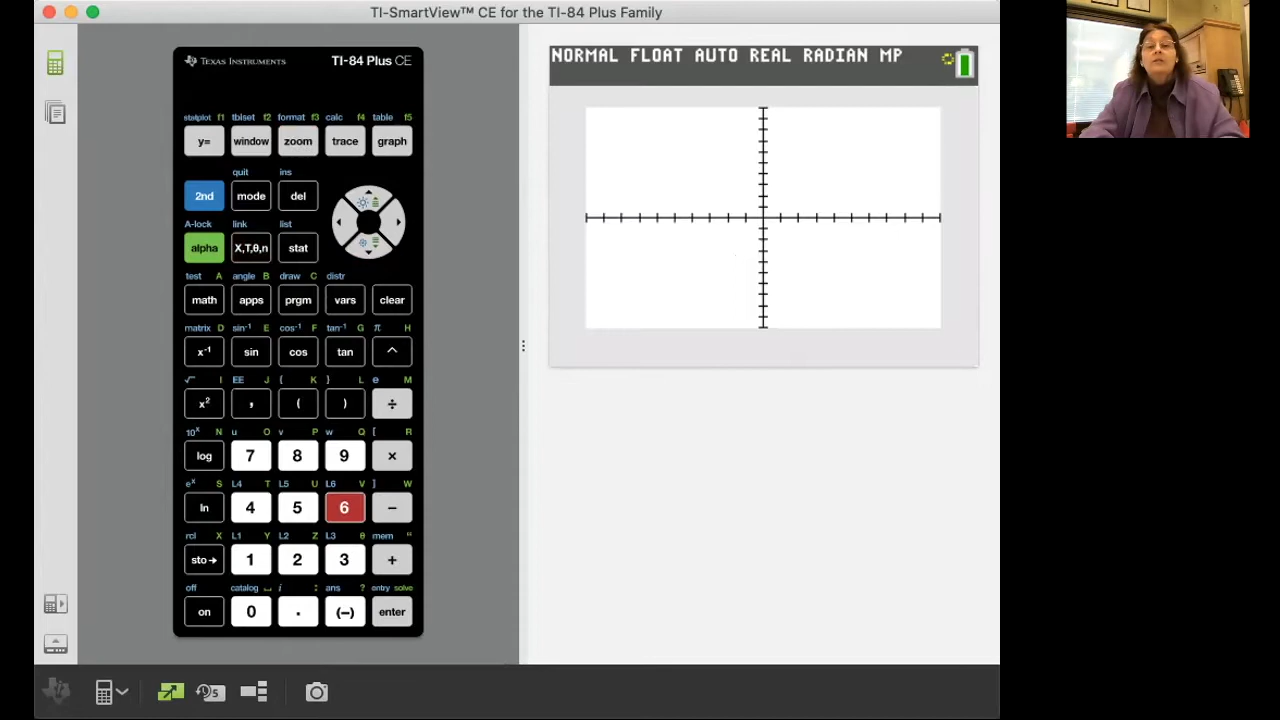 TI-SmartView™ CE for the TI-84 Plus Family
TEXAS INSTRUMENTS TI-84 Plus CE
NORMAL FLOAT AUTO REAL RADIAN MP
statplot f1 tblset f2 format f3 calc f4 table f5
y= window zoom trace graph
quit ins
2nd mode del
A-lock link list
alpha X,T,θ,n stat
test A angle B draw C distr
math apps prgm vars clear
matrix D sin⁻¹ E cos⁻¹ F tan⁻¹ G π H
x⁻¹ sin cos tan ^
√ I EE J { K } L e M
x² , ( ) ÷
10ˣ N u O v P w Q [ R
log 7 8 9 ×
eˣ S L4 T L5 U L6 V ] W
ln 4 5 6 −
rcl X L1 Y L2 Z L3 θ mem “
sto→ 1 2 3 +
off catalog ⎵ i : ans ? entry solve
on 0 . (−) enter
5